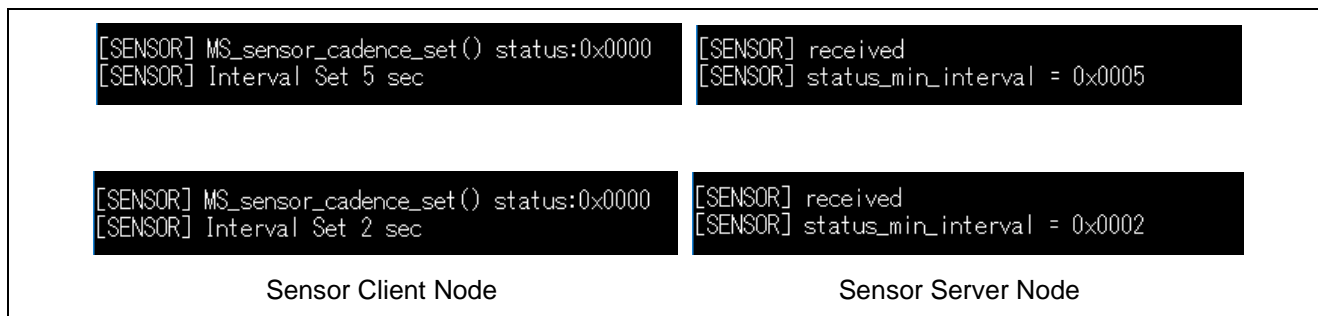 [SENSOR] MS_sensor_cadence_set() status:0x0000
[SENSOR] Interval Set 5 sec
[SENSOR] received
[SENSOR] status_min_interval = 0x0005
[SENSOR] MS_sensor_cadence_set() status:0x0000
[SENSOR] Interval Set 2 sec
[SENSOR] received
[SENSOR] status_min_interval = 0x0002
Sensor Client Node
Sensor Server Node